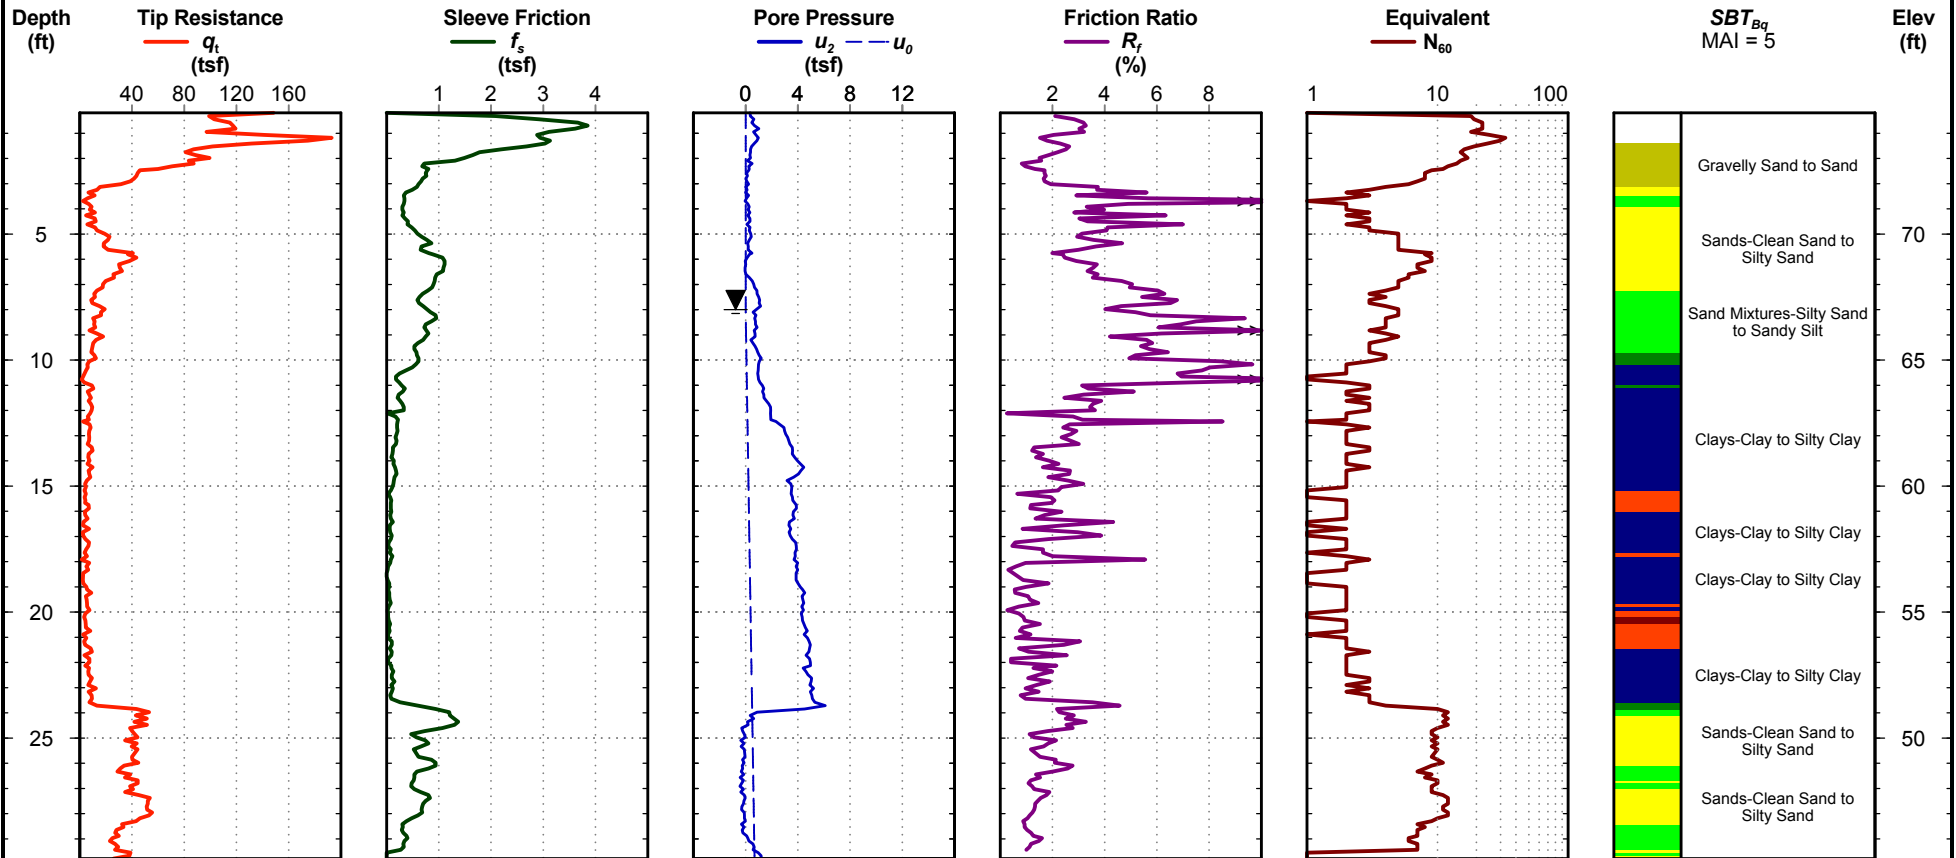 Depth
(ft)
Tip Resistance
qt
(tsf)
Sleeve Friction
fs
(tsf)
Pore Pressure
u2 u0
(tsf)
Friction Ratio
Rf
(%)
Equivalent
N60
SBTBq
MAI = 5
Elev
(ft)
40 80 120 160
1 2 3 4
0 4 8 12
2 4 6 8
1 10 100
5
10
15
20
25
Gravelly Sand to Sand
Sands-Clean Sand to
Silty Sand
Sand Mixtures-Silty Sand
to Sandy Silt
Clays-Clay to Silty Clay
Clays-Clay to Silty Clay
Clays-Clay to Silty Clay
Clays-Clay to Silty Clay
Sands-Clean Sand to
Silty Sand
Sands-Clean Sand to
Silty Sand
70
65
60
55
50